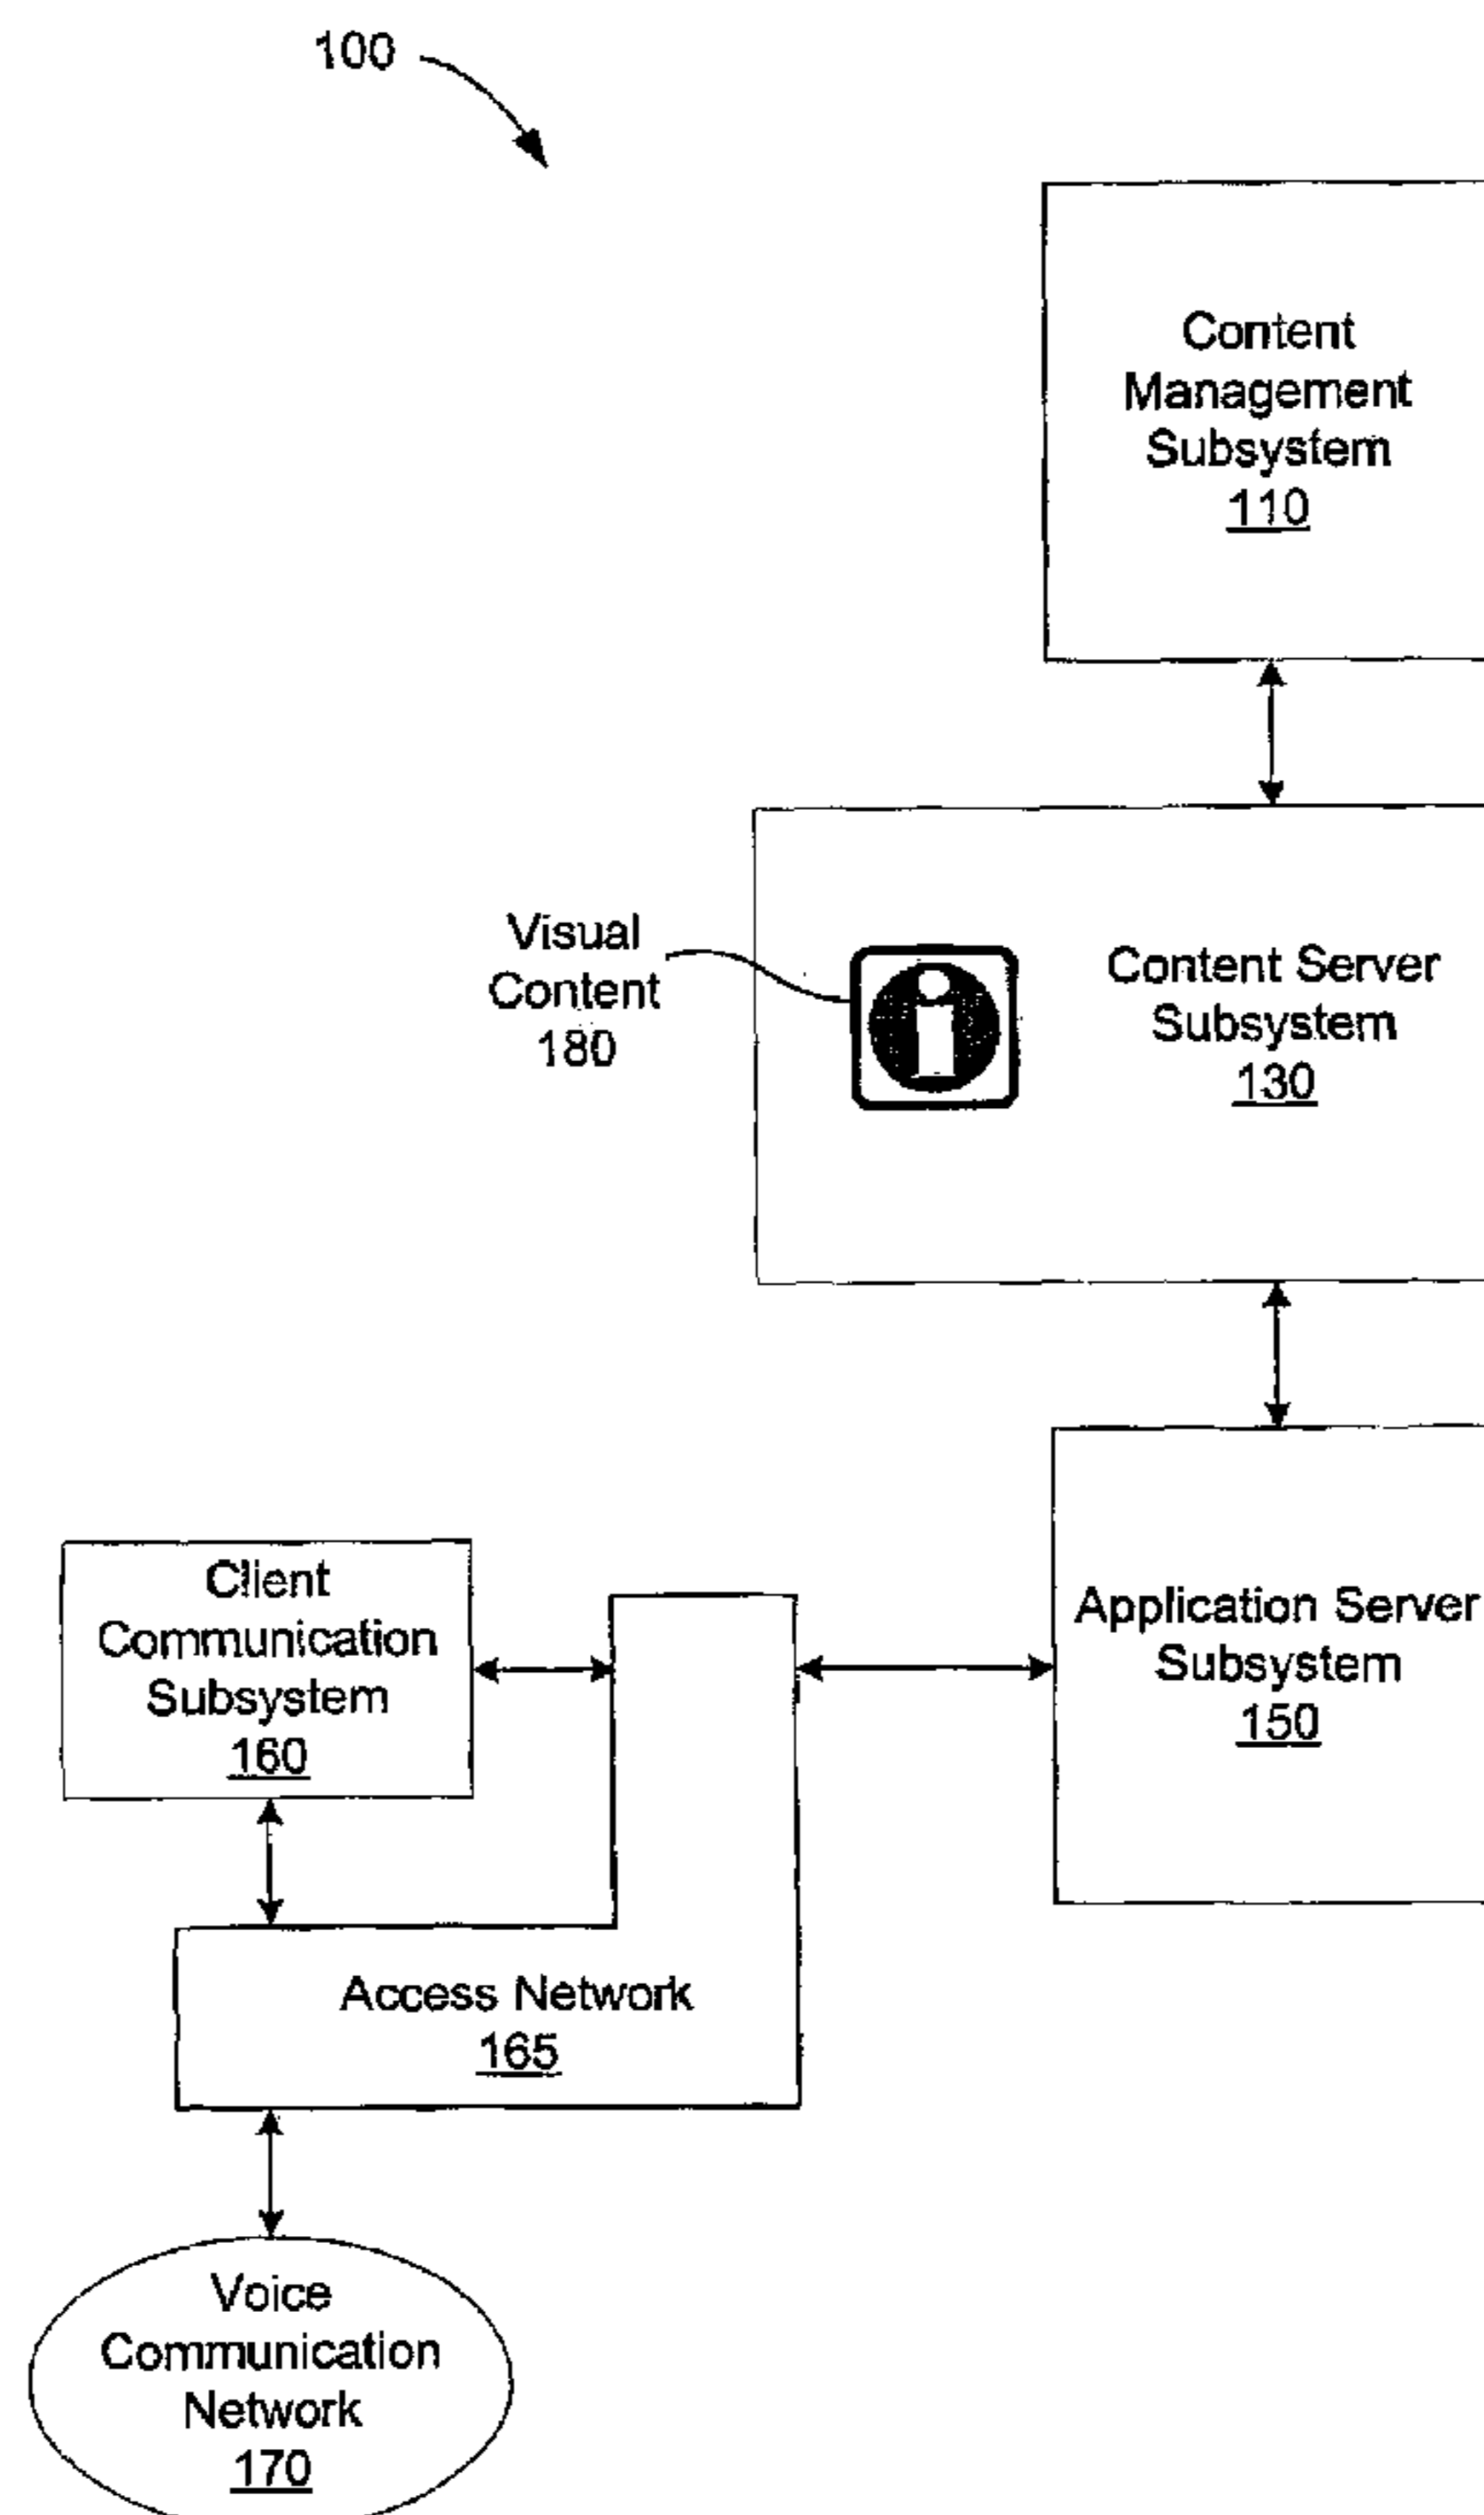 100
Content
Management
Subsystem
110
Visual
Content
180
Content Server
Subsystem
130
Client
Communication
Subsystem
160
Application Server
Subsystem
150
Access Network
165
Voice
Communication
Network
170